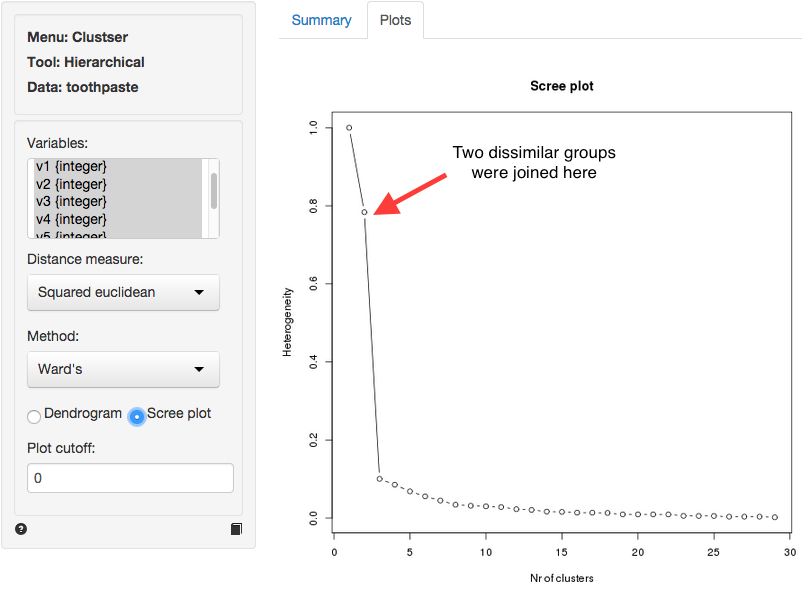 Menu: Clustser
Tool: Hierarchical
Data: toothpaste
Variables:
v1 {integer}
v2 {integer}
v3 {integer}
v4 {integer}
v5 {integer}
Distance measure:
Squared euclidean
Method:
Ward's
Dendrogram Scree plot
Plot cutoff:
0
?
Summary Plots
Scree plot
Two dissimilar groups
were joined here
Heterogeneity
1.0
0.8
0.6
0.4
0.2
0.0
0 5 10 15 20 25 30
Nr of clusters